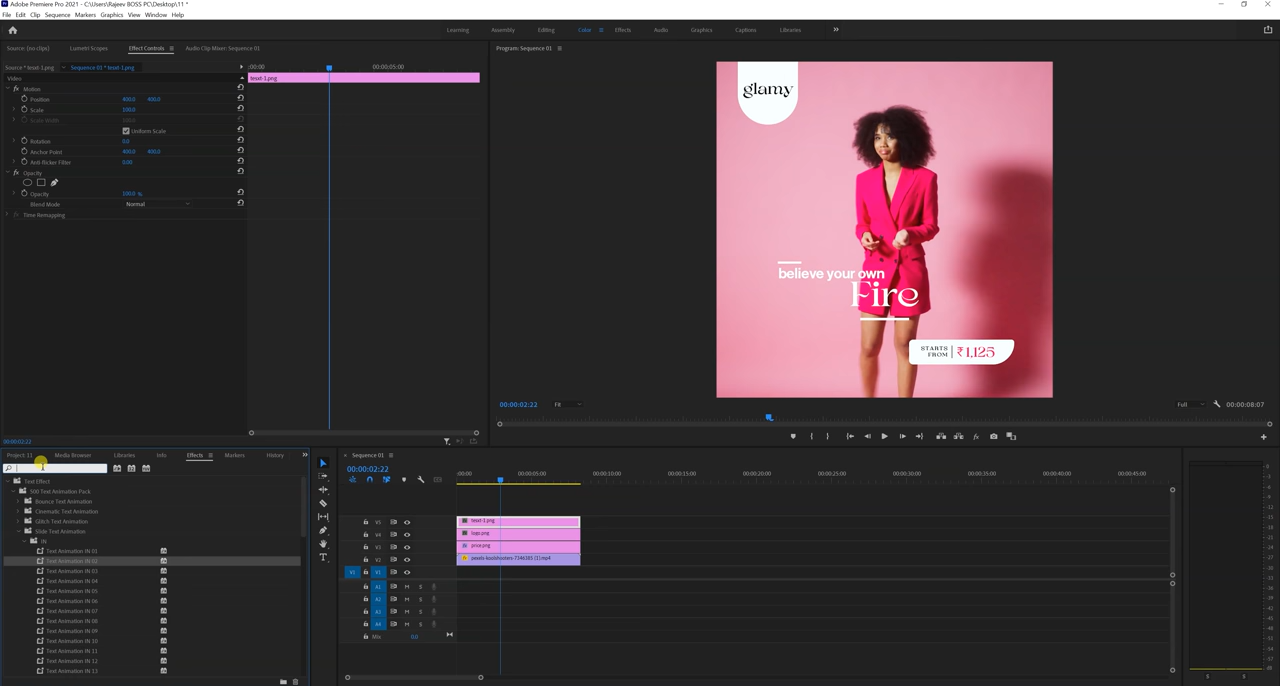 Adobe Premiere Pro 2021 - C:\Users\Rajeev BOSS PC\Desktop\11 *
File Edit Clip Sequence Markers Graphics View Window Help
Learning Assembly Editing Color Effects Audio Graphics Captions Libraries
Source: (no clips) Lumetri Scopes Effect Controls Audio Clip Mixer: Sequence 01
Program: Sequence 01
Source * texxt-1.png Sequence 01 * texxt-1.png
:00:00 00:00:05:00
Video
texxt-1.png
fx Motion
Position 400.0 400.0
Scale 100.0
Scale Width 100.0
Uniform Scale
Rotation 0.0
Anchor Point 400.0 400.0
Anti-flicker Filter 0.00
fx Opacity
Opacity 100.0 %
Blend Mode Normal
fx Time Remapping
glamy
believe your own
Fire
STARTS FROM ₹1,125
00:00:02:22 Fit Full 00:00:08:07
00:00:02:22
Project: 11 Media Browser Libraries Info Effects Markers History
Text Effect
500 Text Animation Pack
Bounce Text Animation
Cinematic Text Animation
Glitch Text Animation
Slide Text Animation
IN
Text Animation IN 01
Text Animation IN 02
Text Animation IN 03
Text Animation IN 04
Text Animation IN 05
Text Animation IN 06
Text Animation IN 07
Text Animation IN 08
Text Animation IN 09
Text Animation IN 10
Text Animation IN 11
Text Animation IN 12
Text Animation IN 13
Sequence 01
00:00:02:22
:00:00 00:00:05:00 00:00:10:00 00:00:15:00 00:00:20:00 00:00:25:00 00:00:30:00 00:00:35:00 00:00:40:00 00:00:45:00
V5 texxt-1.png
V4 logo.png
V3 price.png
V2 pexels-koolshooters-7346385 (1).mp4
V1 V1
A1 M S
A2 M S
A3 M S
A4 M S
Mix 0.0
S S